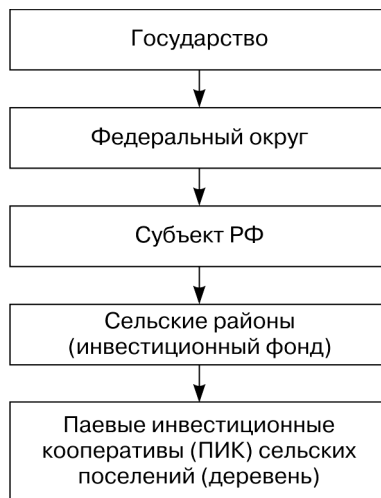 Государство
Федеральный округ
Субъект РФ
Сельские районы
(инвестиционный фонд)
Паевые инвестиционные
кооперативы (ПИК) сельских
поселений (деревень)